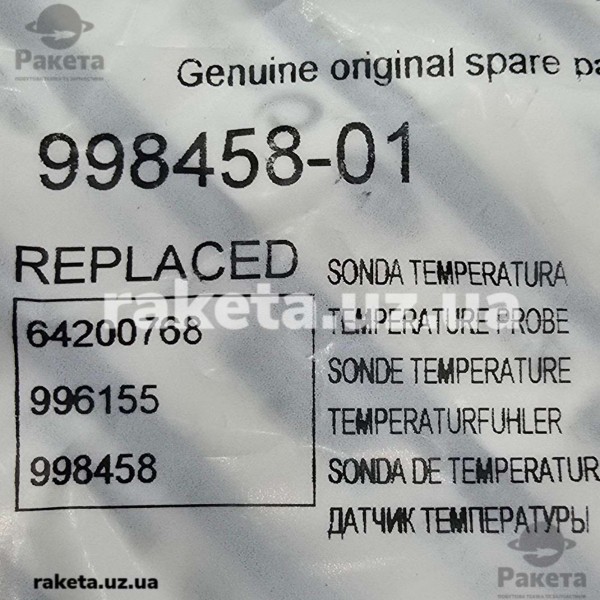 Ракета
Genuine original spare pa
998458-01
REPLACED
64200768
996155
998458
SONDA TEMPERATURA
TEMPERATURE PROBE
SONDE TEMPERATURE
TEMPERATURFUHLER
SONDA DE TEMPERATUR
ДАТЧИК ТЕМПЕРАТУРЫ
raketa.uz.ua
raketa.uz.ua
Ракета